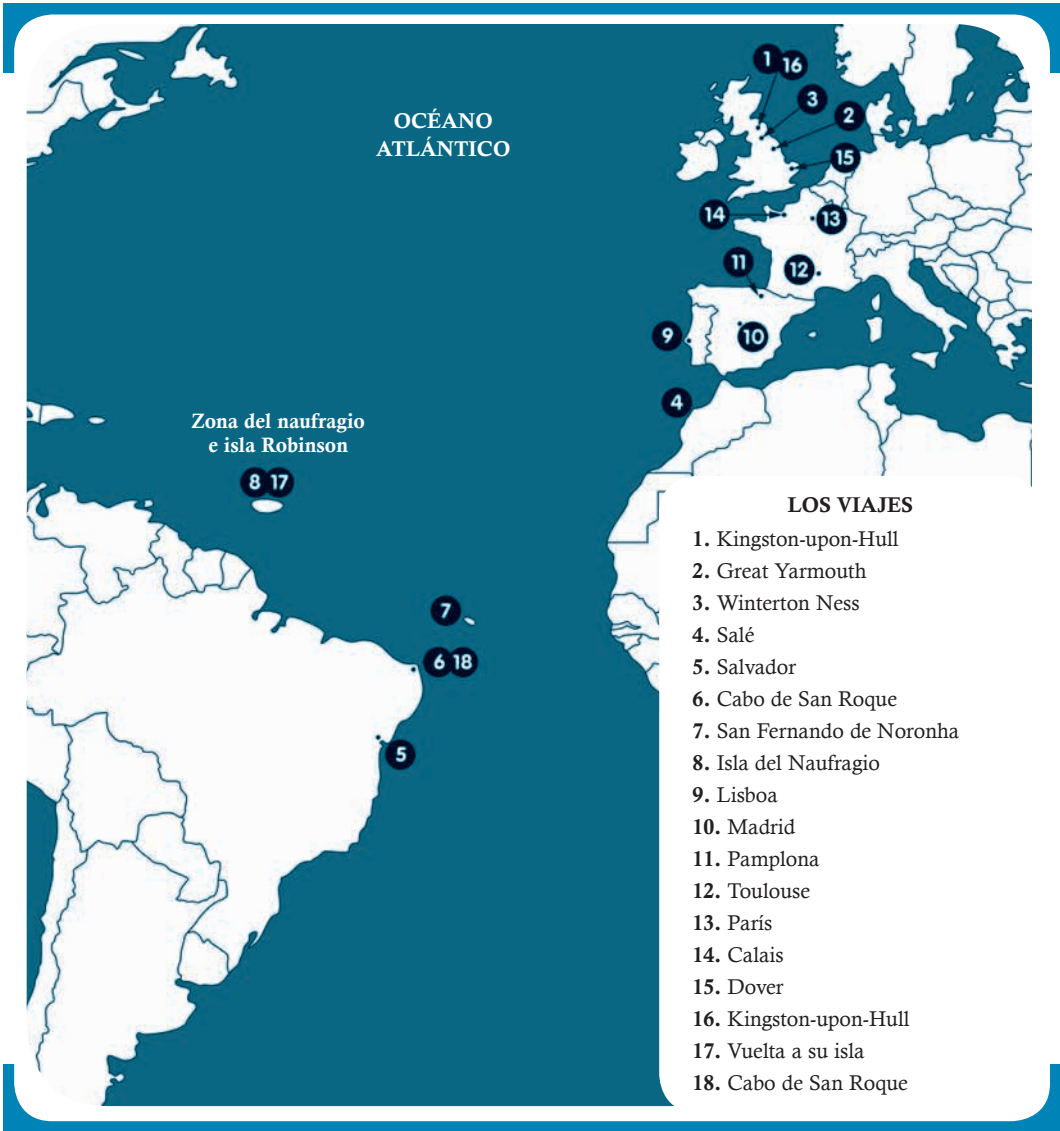 OCÉANO
ATLÁNTICO
1
16
3
2
15
14
13
11
12
9
10
4
Zona del naufragio
e isla Robinson
8 17
7
6 18
5
LOS VIAJES
1. Kingston-upon-Hull
2. Great Yarmouth
3. Winterton Ness
4. Salé
5. Salvador
6. Cabo de San Roque
7. San Fernando de Noronha
8. Isla del Naufragio
9. Lisboa
10. Madrid
11. Pamplona
12. Toulouse
13. París
14. Calais
15. Dover
16. Kingston-upon-Hull
17. Vuelta a su isla
18. Cabo de San Roque